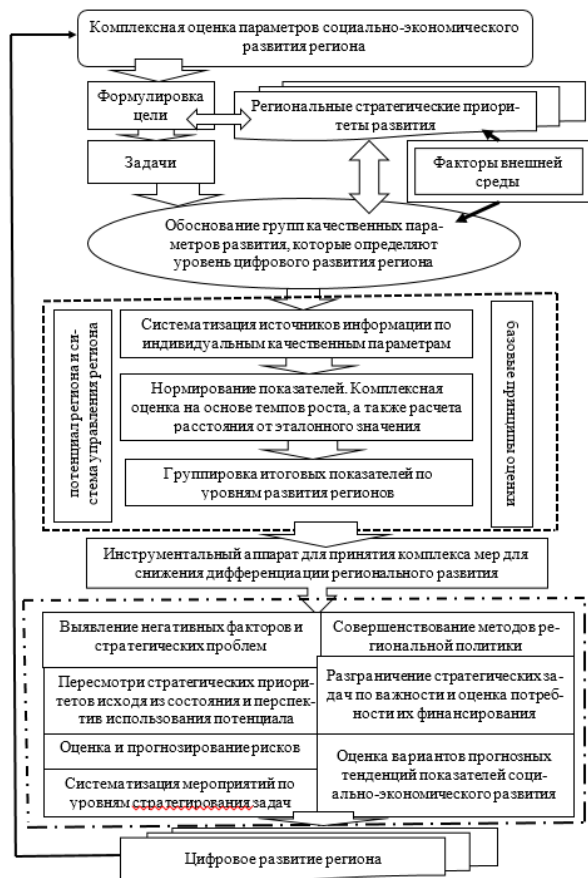 Комплексная оценка параметров социально-экономического
развития региона
Формулировка
цели
Региональные стратегические приори-
теты развития
Задачи
Факторы внешней
среды
Обоснование групп качественных пара-
метров развития, которые определяют
уровень цифрового развития региона
потенциал региона и си-
стема управления региона
Систематизация источников информации по
индивидуальным качественным параметрам
Нормирование показателей. Комплексная
оценка на основе темпов роста, а также расчета
расстояния от эталонного значения
Группировка итоговых показателей по
уровням развития регионов
базовые принципы оценки
Инструментальный аппарат для принятия комплекса мер для
снижения дифференциации регионального развития
Выявление негативных факторов и
стратегических проблем
Пересмотри стратегических приори-
тетов исходя из состояния и перспек-
тив использования потенциала
Оценка и прогнозирование рисков
Систематизация мероприятий по
уровням стратегирования задач
Совершенствование методов ре-
гиональной политики
Разграничение стратегических за-
дач по важности и оценка потреб-
ности их финансирования
Оценка вариантов прогнозных
тенденций показателей соци-
ально-экономического развития
Цифровое развитие региона